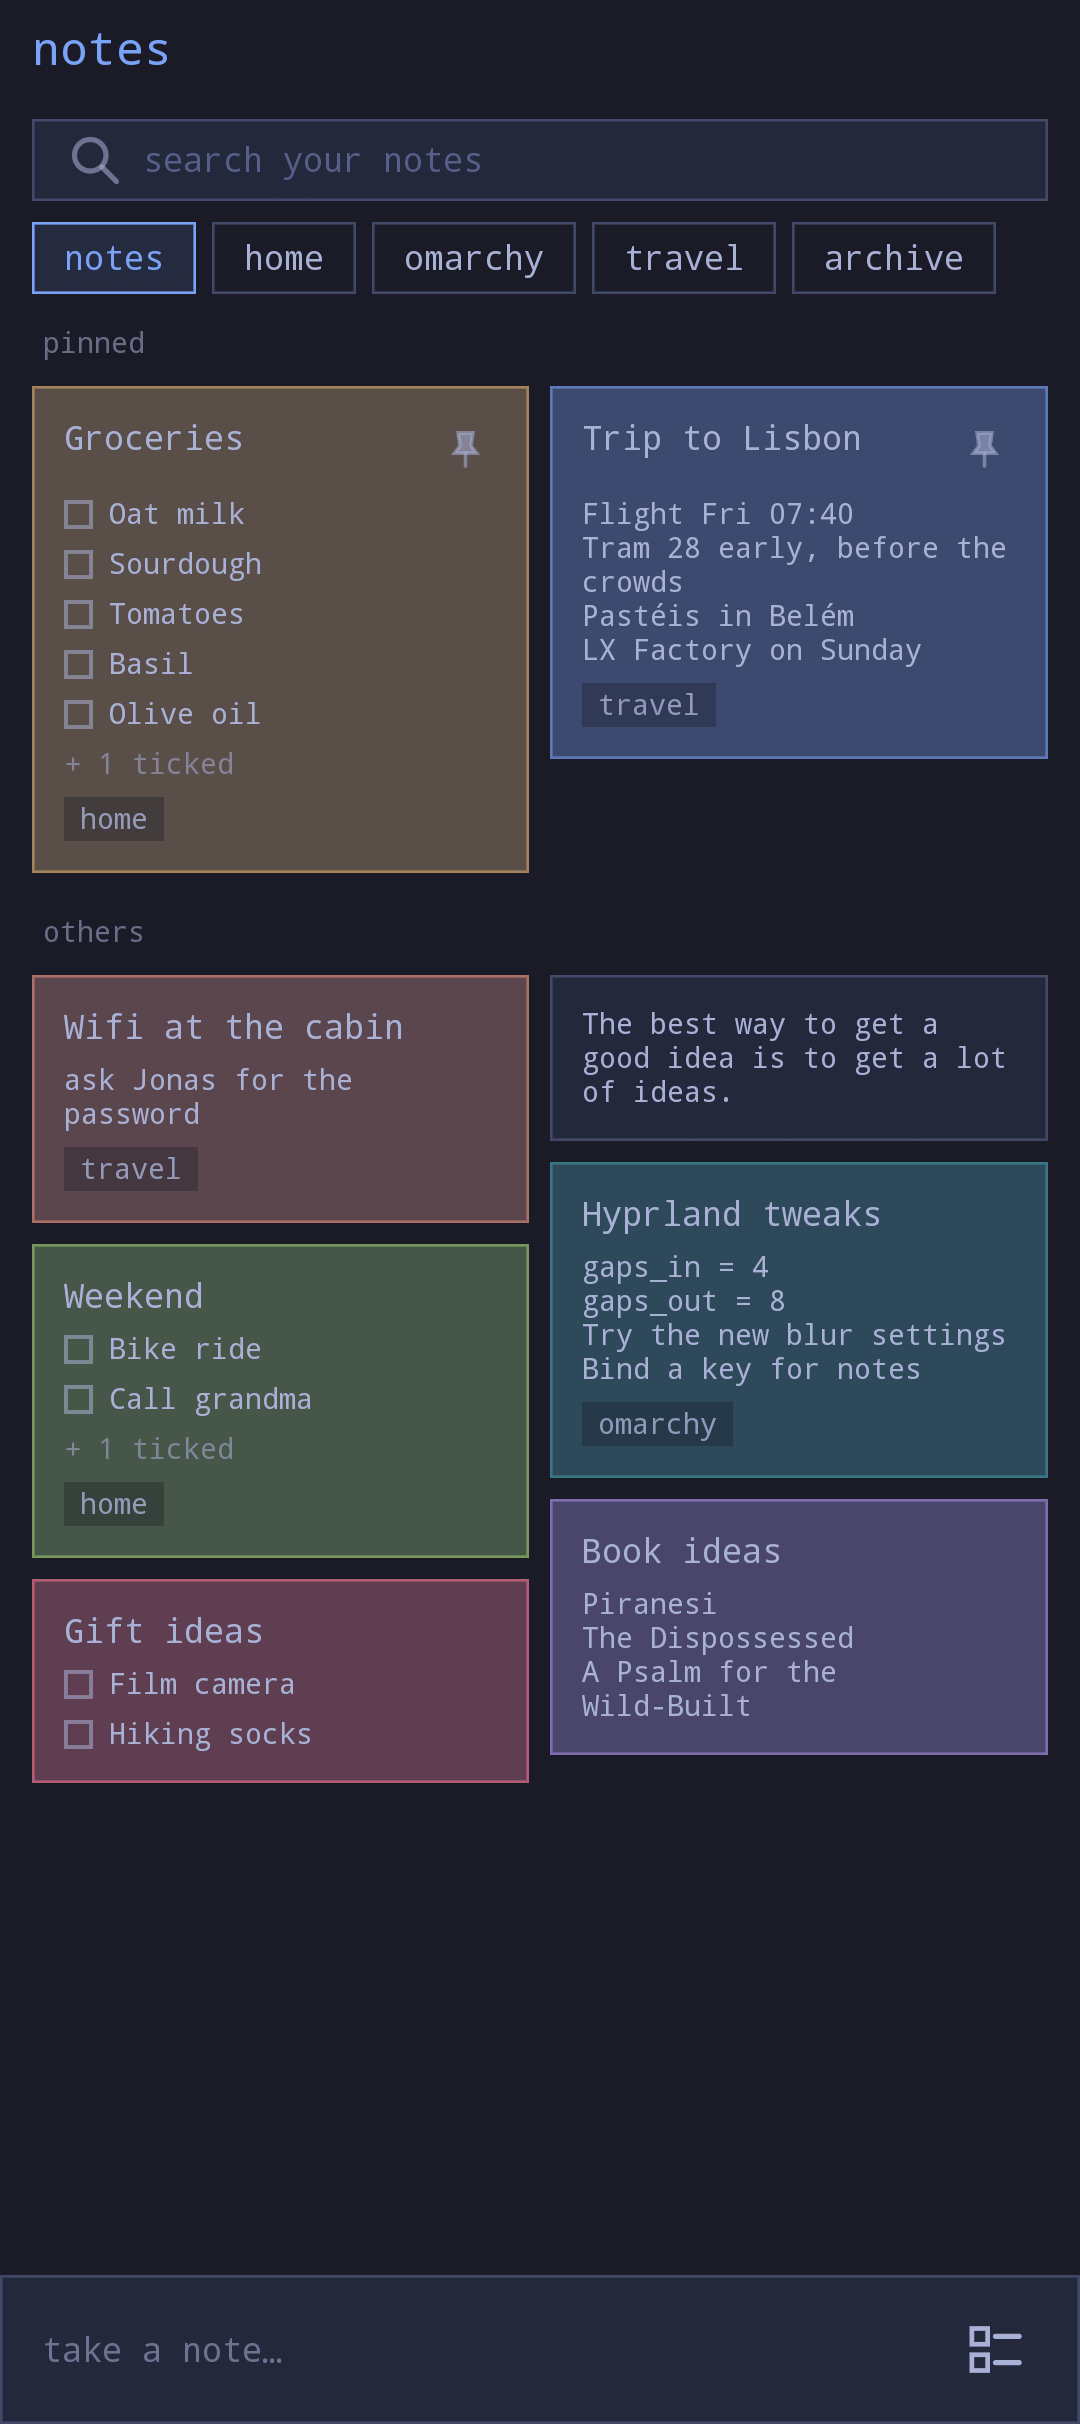 notes
search your notes
notes home omarchy travel archive
pinned
Groceries
Oat milk
Sourdough
Tomatoes
Basil
Olive oil
+ 1 ticked
home
Trip to Lisbon
Flight Fri 07:40
Tram 28 early, before the
crowds
Pastéis in Belém
LX Factory on Sunday
travel
others
Wifi at the cabin
ask Jonas for the
password
travel
The best way to get a
good idea is to get a lot
of ideas.
Weekend
Bike ride
Call grandma
+ 1 ticked
home
Hyprland tweaks
gaps_in = 4
gaps_out = 8
Try the new blur settings
Bind a key for notes
omarchy
Gift ideas
Film camera
Hiking socks
Book ideas
Piranesi
The Dispossessed
A Psalm for the
Wild-Built
take a note…